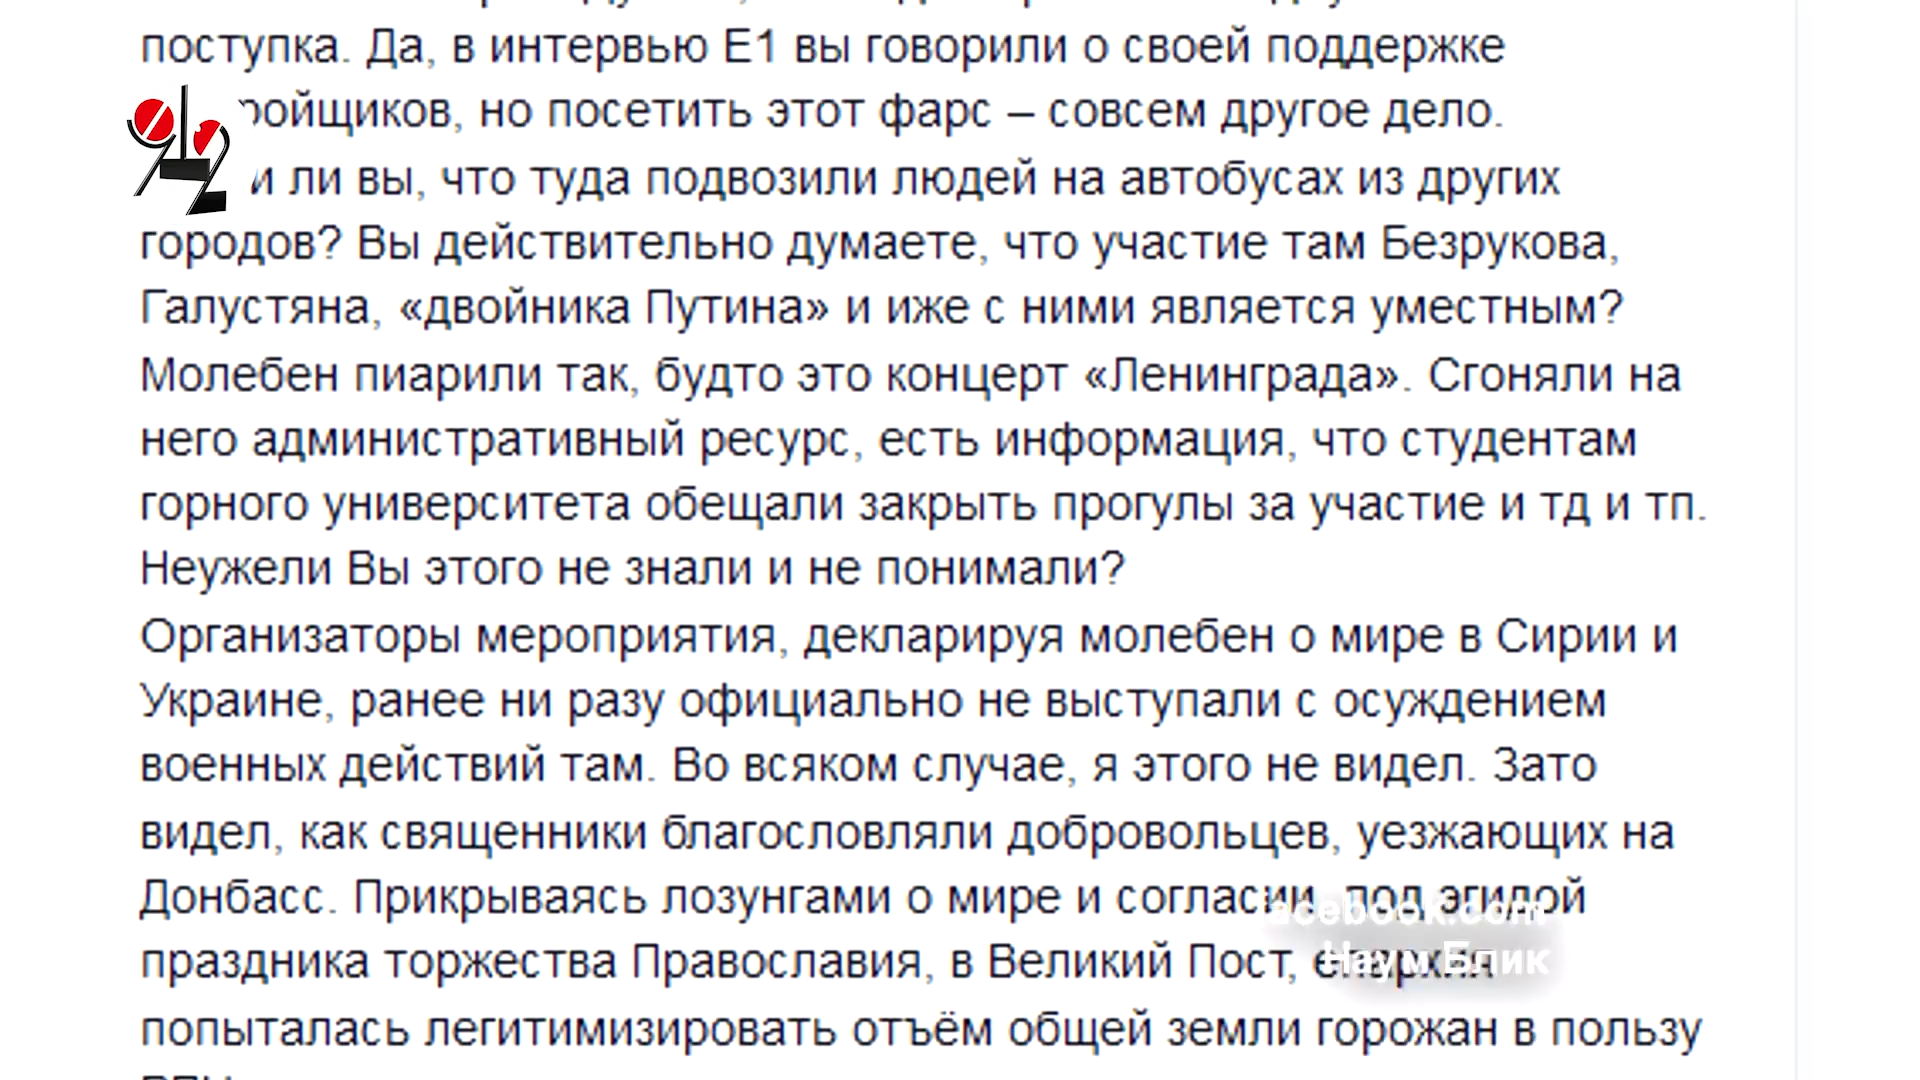 поступка. Да, в интервью Е1 вы говорили о своей поддержке
ройщиков, но посетить этот фарс – совсем другое дело.
и ли вы, что туда подвозили людей на автобусах из других
городов? Вы действительно думаете, что участие там Безрукова,
Галустяна, «двойника Путина» и иже с ними является уместным?
Молебен пиарили так, будто это концерт «Ленинграда». Сгоняли на
него административный ресурс, есть информация, что студентам
горного университета обещали закрыть прогулы за участие и тд и тп.
Неужели Вы этого не знали и не понимали?
Организаторы мероприятия, декларируя молебен о мире в Сирии и
Украине, ранее ни разу официально не выступали с осуждением
военных действий там. Во всяком случае, я этого не видел. Зато
видел, как священники благословляли добровольцев, уезжающих на
Донбасс. Прикрываясь лозунгами о мире и согласии, под эгидой
facebook.com
праздника торжества Православия, в Великий Пост, епархия
Наум Блик
попыталась легитимизировать отъём общей земли горожан в пользу